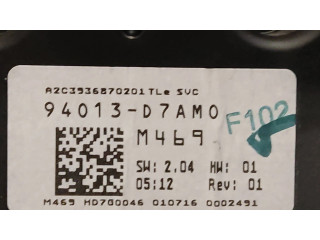 A2C3936870201 TLe SVC
94013-D7AM0
F102
M469
SW: 2.04 HW: 01
05:12 Rev: 01
M469 HD7G0046 010716 0002491